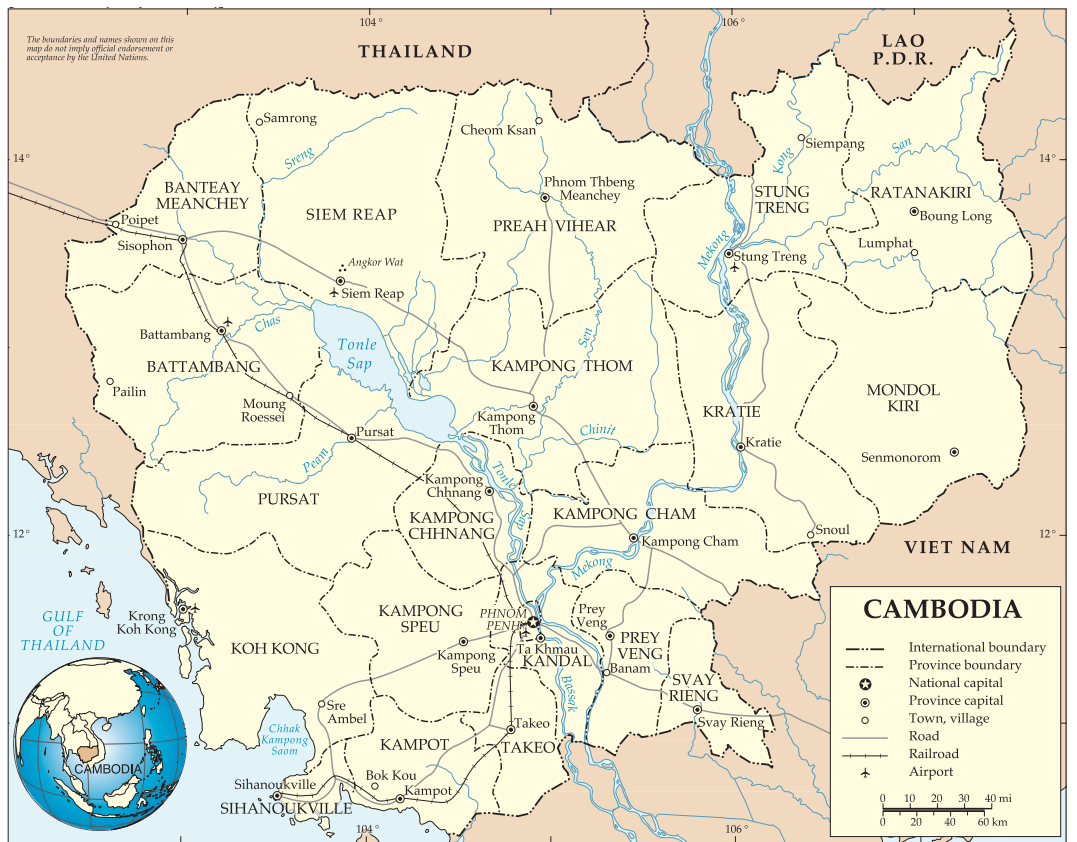 The boundaries and names shown on this
map do not imply official endorsement or
acceptance by the United Nations.
104 °
106 °
THAILAND
LAO
P.D.R.
Samrong
Cheom Ksan
Siempang
Kong
San
Sreng
14 °
14 °
BANTEAY
MEANCHEY
Phnom Thbeng
Meanchey
STUNG
TRENG
RATANAKIRI
SIEM REAP
PREAH VIHEAR
Boung Long
Poipet
Sisophon
Mekong
Lumphat
Stung Treng
Angkor Wat
Siem Reap
Chas
Battambang
Tonle
Sap
Sen
BATTAMBANG
KAMPONG THOM
Pailin
MONDOL
KIRI
Moung
Roessei
KRATIE
Kampong
Thom
Pursat
Chinit
Kratie
Peam
Senmonorom
Tonle
Sap
Kampong
Chhnang
PURSAT
KAMPONG
CHHNANG
KAMPONG CHAM
Snoul
12 °
12 °
Kampong Cham
VIET NAM
Mekong
GULF
OF
THAILAND
Krong
Koh Kong
KAMPONG
SPEU
PHNOM
PENH
Prey
Veng
KOH KONG
Kampong
Speu
Ta Khmau
KANDAL
PREY
VENG
Banam
SVAY
RIENG
Bassak
Sre
Ambel
Svay Rieng
Chhak
Kampong
Saom
Takeo
KAMPOT
TAKEO
Bok Kou
Sihanoukville
Kampot
SIHANOUKVILLE
104 °
106 °
CAMBODIA
CAMBODIA
International boundary
Province boundary
National capital
Province capital
Town, village
Road
Railroad
Airport
0 10 20 30 40 mi
0 20 40 60 km